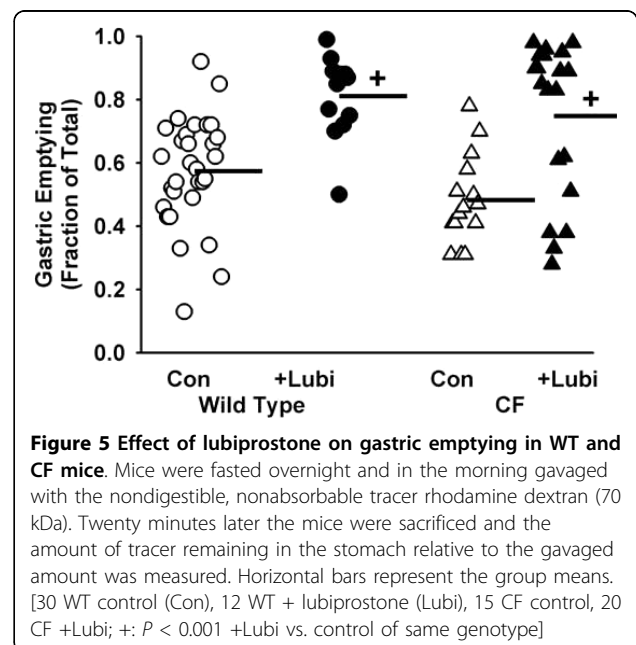 Gastric Emptying
(Fraction of Total)
1.0
0.8
0.6
0.4
0.2
0.0
+
+
Con +Lubi Con +Lubi
Wild Type CF
Figure 5 Effect of lubiprostone on gastric emptying in WT and
CF mice. Mice were fasted overnight and in the morning gavaged
with the nondigestible, nonabsorbable tracer rhodamine dextran (70
kDa). Twenty minutes later the mice were sacrificed and the
amount of tracer remaining in the stomach relative to the gavaged
amount was measured. Horizontal bars represent the group means.
[30 WT control (Con), 12 WT + lubiprostone (Lubi), 15 CF control, 20
CF +Lubi; +: P < 0.001 +Lubi vs. control of same genotype]